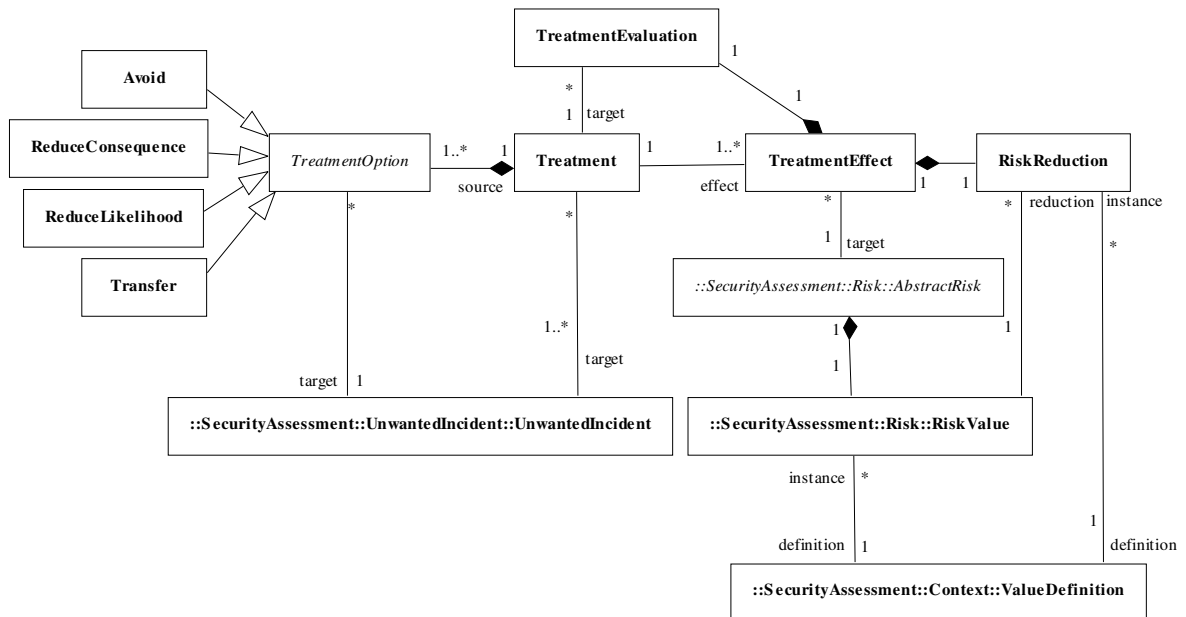 TreatmentEvaluation
1
Avoid
*
1
1
target
ReduceConsequence
TreatmentOption
1..*
1
source
Treatment
1
1..*
effect
TreatmentEffect
1
1
RiskReduction
ReduceLikelihood
*
*
*
*
reduction
instance
1
target
*
Transfer
::SecurityAssessment::Risk::AbstractRisk
1..*
1
1
target
1
target
1
::SecurityAssessment::UnwantedIncident::UnwantedIncident
::SecurityAssessment::Risk::RiskValue
instance
*
1
definition
1
definition
::SecurityAssessment::Context::ValueDefinition